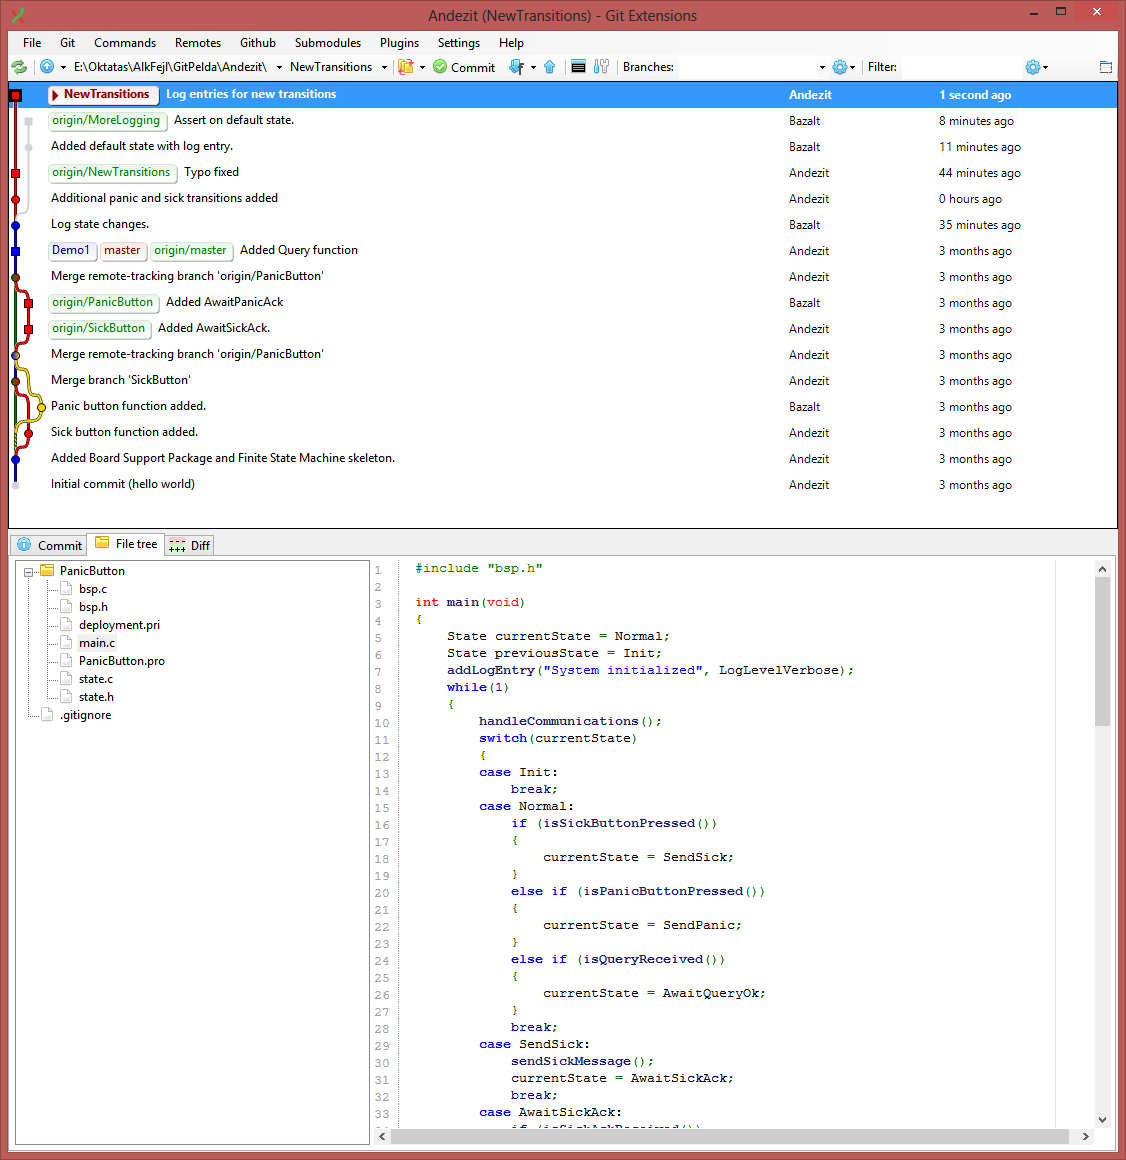 Andezit (NewTransitions) - Git Extensions
File Git Commands Remotes Github Submodules Plugins Settings Help
E:\Oktatas\AlkFejl\GitPelda\Andezit\ NewTransitions Commit Branches: Filter:
NewTransitions Log entries for new transitions Andezit 1 second ago
origin/MoreLogging Assert on default state. Bazalt 8 minutes ago
Added default state with log entry. Bazalt 11 minutes ago
origin/NewTransitions Typo fixed Andezit 44 minutes ago
Additional panic and sick transitions added Andezit 0 hours ago
Log state changes. Bazalt 35 minutes ago
Demo1 master origin/master Added Query function Andezit 3 months ago
Merge remote-tracking branch 'origin/PanicButton' Andezit 3 months ago
origin/PanicButton Added AwaitPanicAck Bazalt 3 months ago
origin/SickButton Added AwaitSickAck. Andezit 3 months ago
Merge remote-tracking branch 'origin/PanicButton' Andezit 3 months ago
Merge branch 'SickButton' Andezit 3 months ago
Panic button function added. Bazalt 3 months ago
Sick button function added. Andezit 3 months ago
Added Board Support Package and Finite State Machine skeleton. Andezit 3 months ago
Initial commit (hello world) Andezit 3 months ago
Commit File tree Diff
PanicButton
bsp.c
bsp.h
deployment.pri
main.c
PanicButton.pro
state.c
state.h
.gitignore
1 #include "bsp.h"
2
3 int main(void)
4 {
5 State currentState = Normal;
6 State previousState = Init;
7 addLogEntry("System initialized", LogLevelVerbose);
8 while(1)
9 {
10 handleCommunications();
11 switch(currentState)
12 {
13 case Init:
14 break;
15 case Normal:
16 if (isSickButtonPressed())
17 {
18 currentState = SendSick;
19 }
20 else if (isPanicButtonPressed())
21 {
22 currentState = SendPanic;
23 }
24 else if (isQueryReceived())
25 {
26 currentState = AwaitQueryOk;
27 }
28 break;
29 case SendSick:
30 sendSickMessage();
31 currentState = AwaitSickAck;
32 break;
33 case AwaitSickAck: